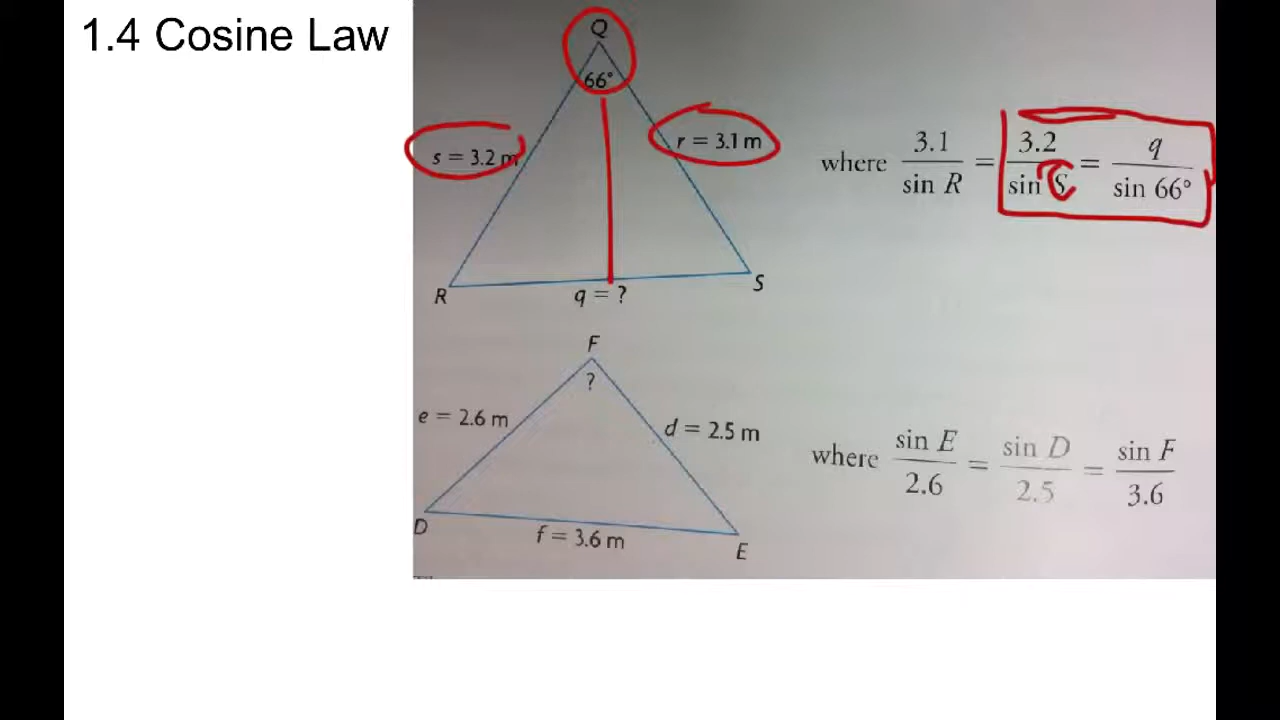 1.4 Cosine Law
Q
66°
s = 3.2 m
r = 3.1 m
where 3.1 / sin R = 3.2 / sin S = q / sin 66°
R
S
q = ?
F
?
e = 2.6 m
d = 2.5 m
where sin E / 2.6 = sin D / 2.5 = sin F / 3.6
D
f = 3.6 m
E